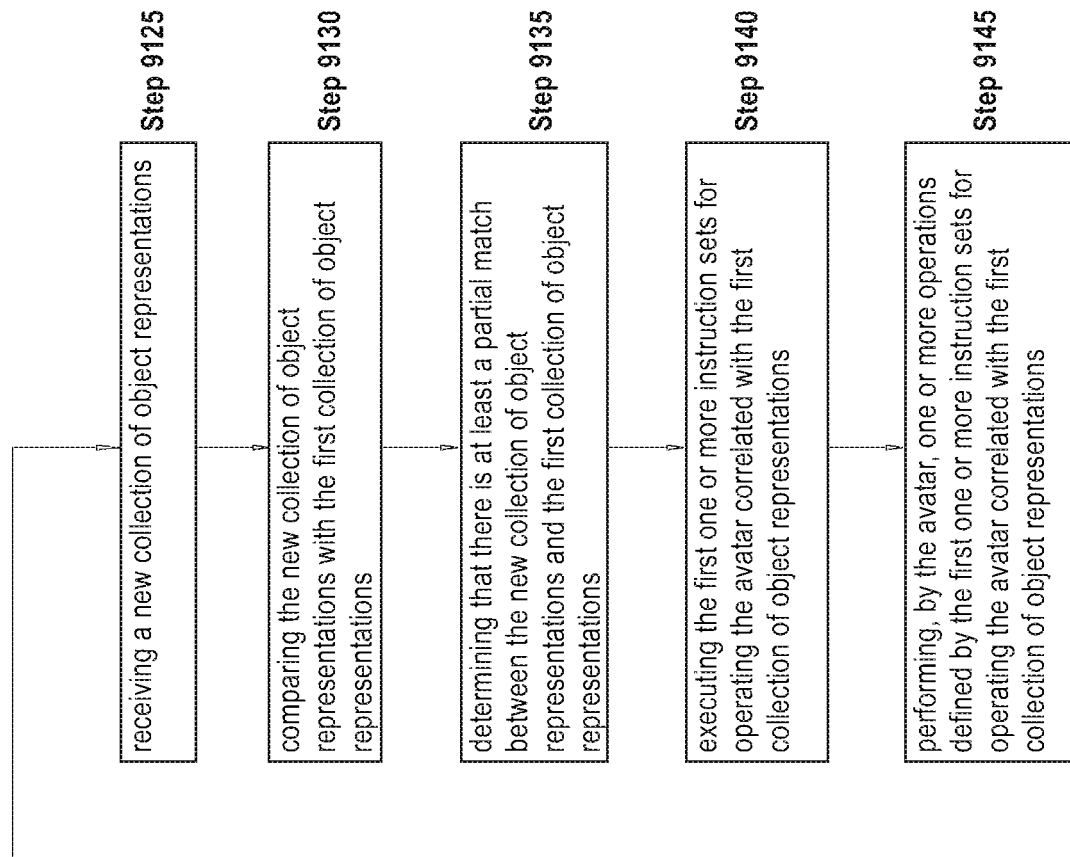 receiving a new collection of object representations
Step 9125
comparing the new collection of object
representations with the first collection of object
representations
Step 9130
determining that there is at least a partial match
between the new collection of object
representations and the first collection of object
representations
Step 9135
executing the first one or more instruction sets for
operating the avatar correlated with the first
collection of object representations
Step 9140
performing, by the avatar, one or more operations
defined by the first one or more instruction sets for
operating the avatar correlated with the first
collection of object representations
Step 9145